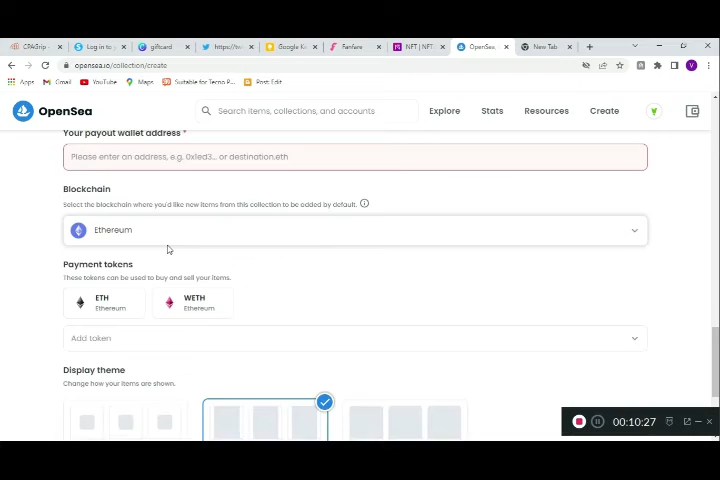 CPAGrip -
Log in to
giftcard
https://tw
Google K
Fanfare
NFT | NFT -
OpenSea,
New Tab
opensea.io/collection/create
Apps
Gmail
YouTube
Maps
Suitable for Tecno P...
Post: Edit
OpenSea
Search items, collections, and accounts
Explore
Stats
Resources
Create
Your payout wallet address *
Please enter an address, e.g. 0x1ed3... or destination.eth
Blockchain
Select the blockchain where you'd like new items from this collection to be added by default.
Ethereum
Payment tokens
These tokens can be used to buy and sell your items.
ETH
Ethereum
WETH
Ethereum
Add token
Display theme
Change how your items are shown.
00:10:27